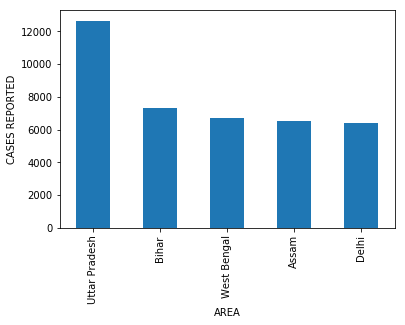 12000
10000
8000
6000
4000
2000
0
CASES REPORTED
Uttar Pradesh
Bihar
West Bengal
Assam
Delhi
AREA